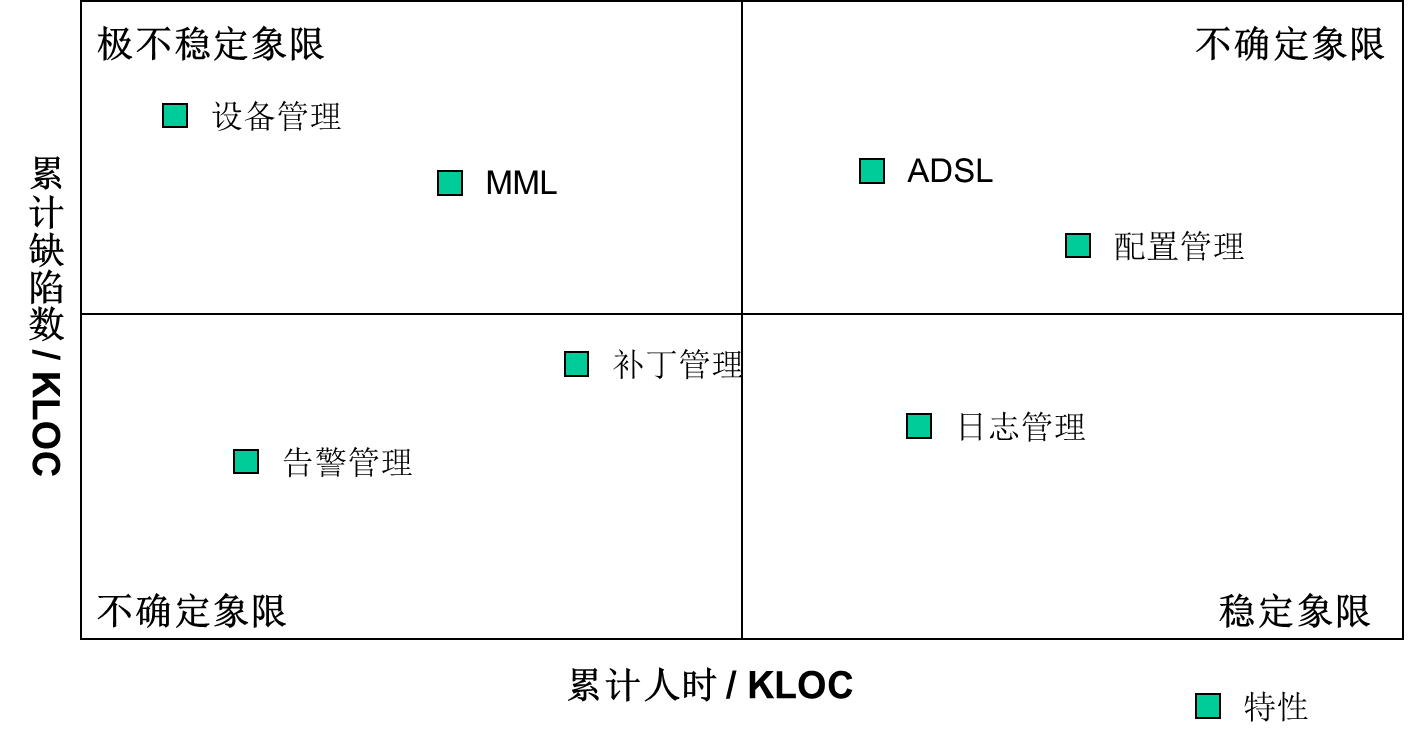 极不稳定象限
不确定象限
设备管理
MML
ADSL
配置管理
累计缺陷数 / KLOC
补丁管理
日志管理
告警管理
不确定象限
稳定象限
累计人时 / KLOC
特性